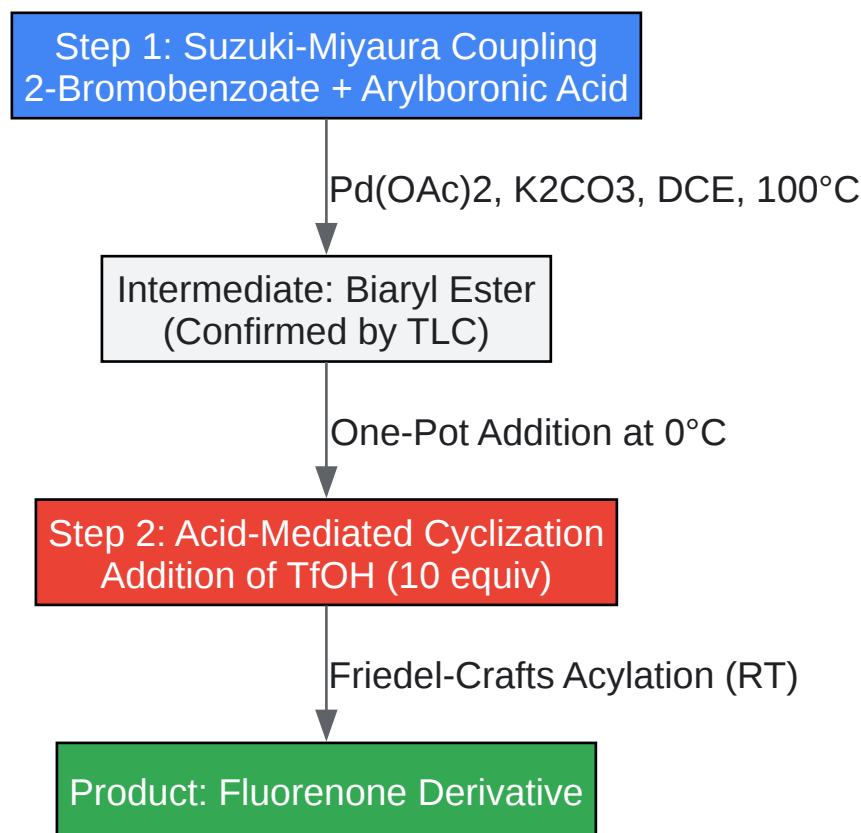 Step 1: Suzuki-Miyaura Coupling
2-Bromobenzoate + Arylboronic Acid
Pd(OAc)2, K2CO3, DCE, 100°C
Intermediate: Biaryl Ester
(Confirmed by TLC)
One-Pot Addition at 0°C
Step 2: Acid-Mediated Cyclization
Addition of TfOH (10 equiv)
Friedel-Crafts Acylation (RT)
Product: Fluorenone Derivative